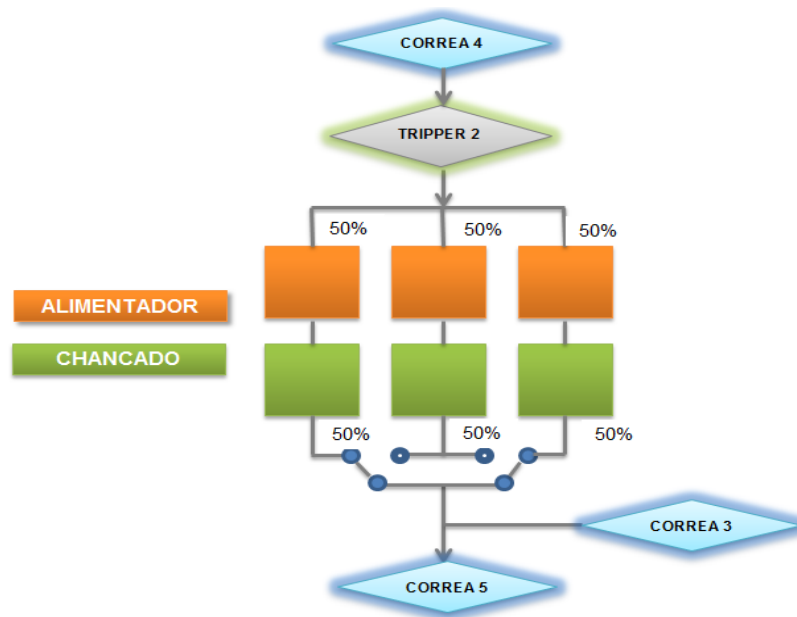 CORREA 4
TRIPPER 2
50%
50%
50%
ALIMENTADOR
CHANCADO
50%
50%
50%
CORREA 3
CORREA 5